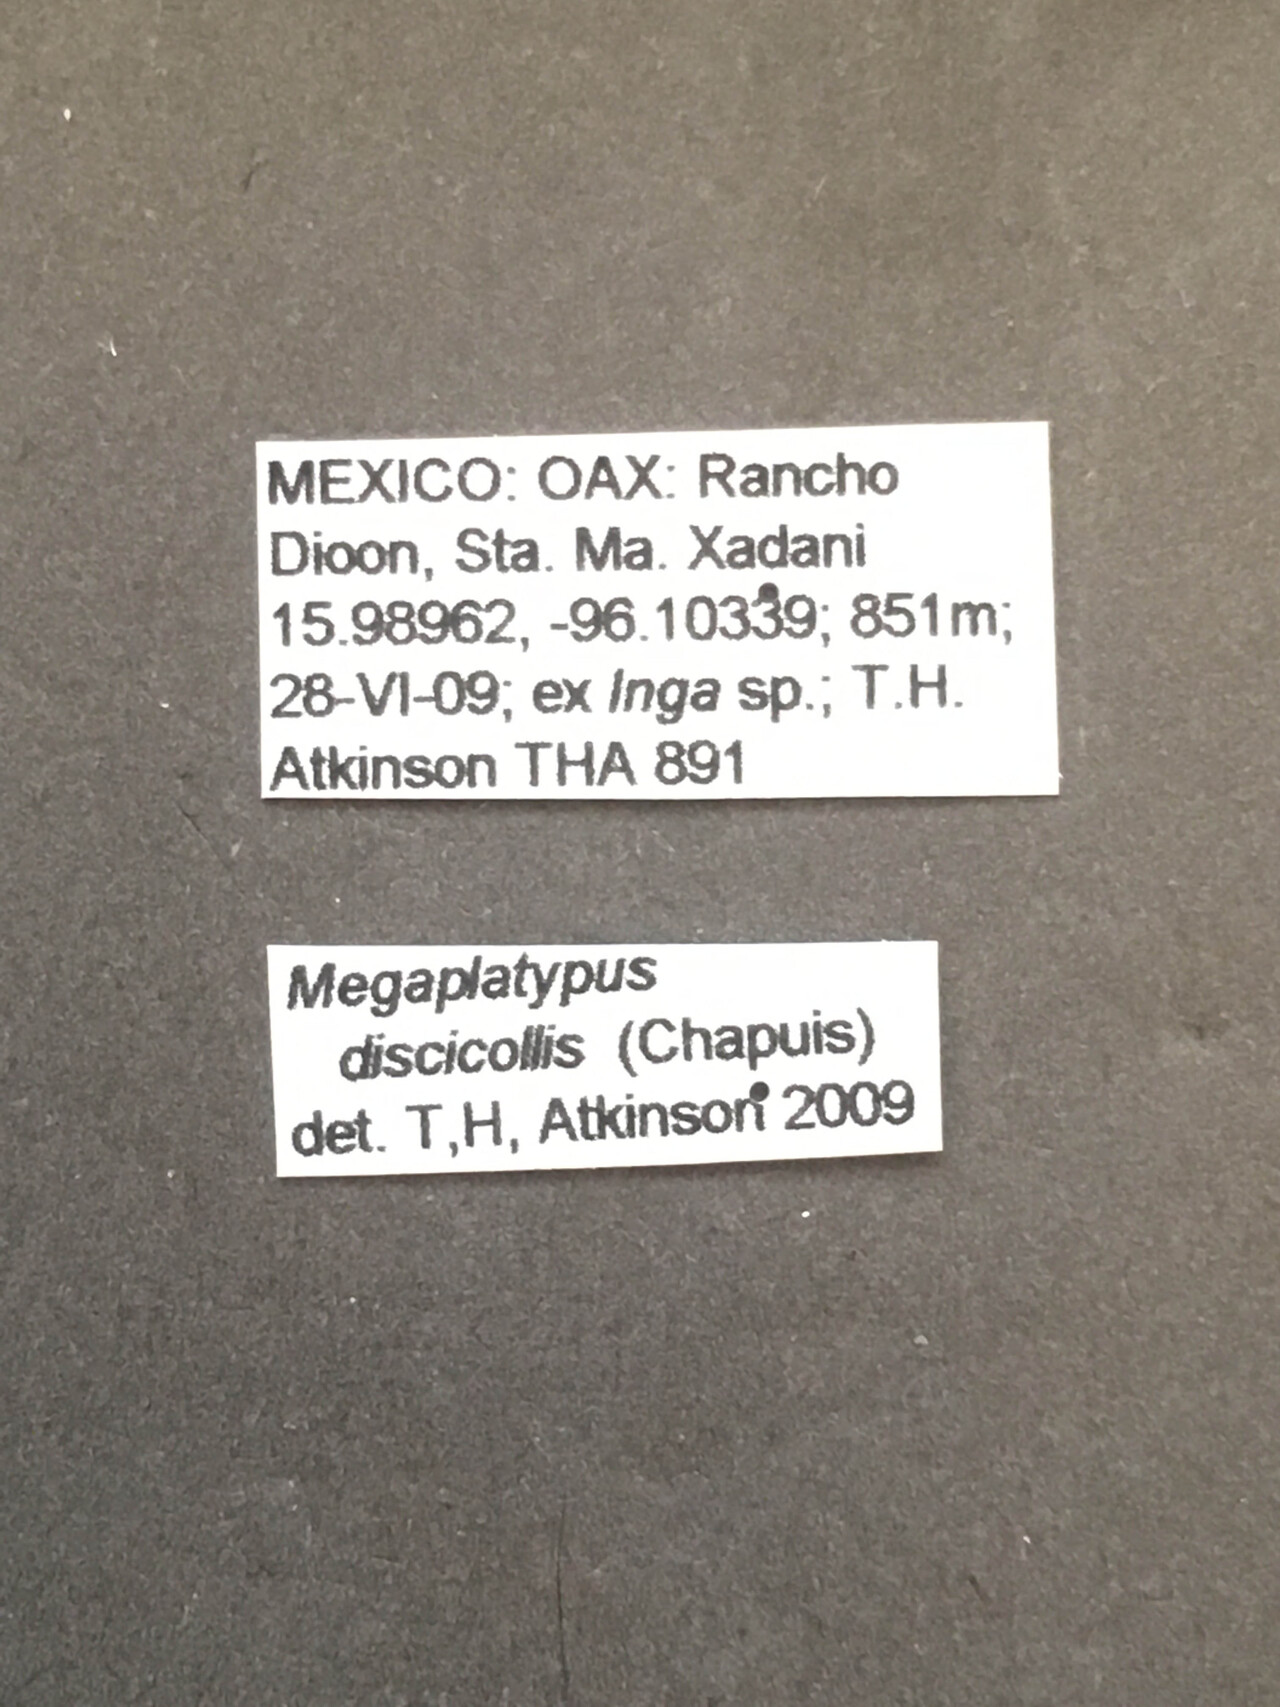 MEXICO: OAX: Rancho
Dioon, Sta. Ma. Xadani
15.98962, -96.10339; 851m;
28-VI-09; ex Inga sp.; T.H.
Atkinson THA 891
Megaplatypus
discicollis (Chapuis)
det. T,H, Atkinson 2009